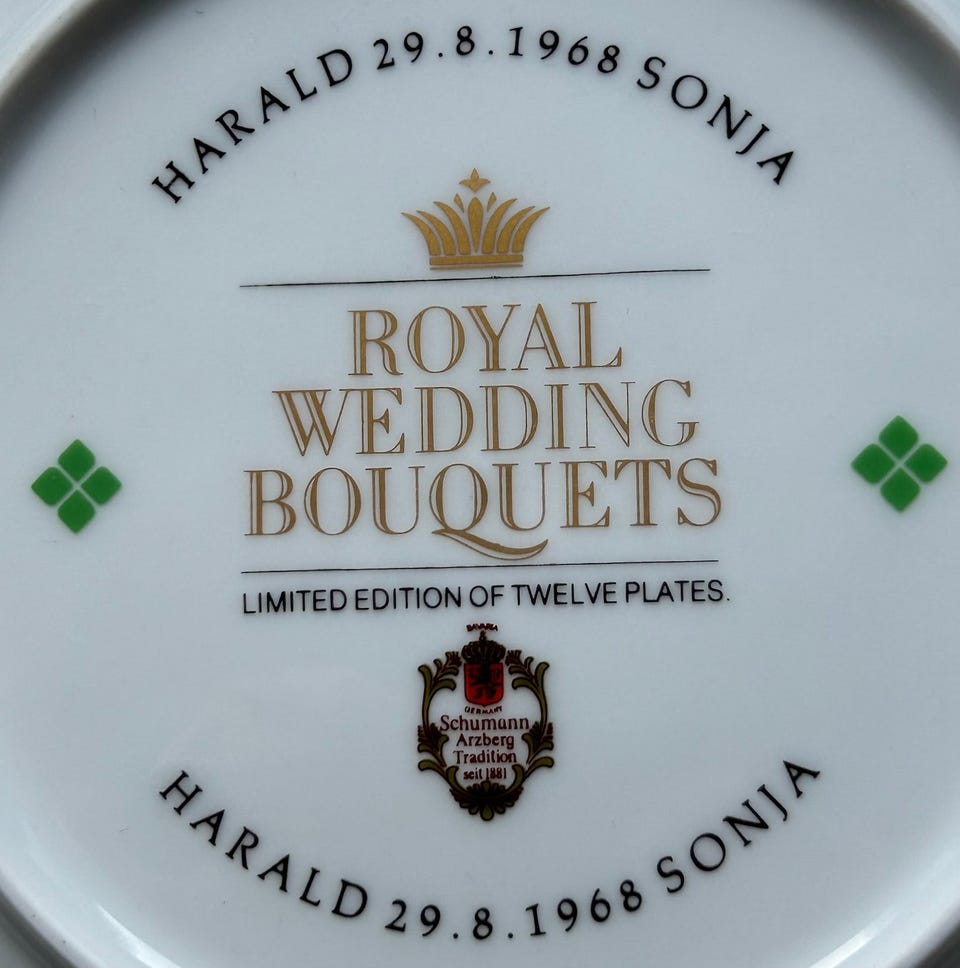 HARALD 29.8.1968 SONJA
ROYAL
WEDDING
BOUQUETS
LIMITED EDITION OF TWELVE PLATES.
BAVARIA
GERMANY
Schumann
Arzberg
Tradition
seit 1881
HARALD 29.8.1968 SONJA